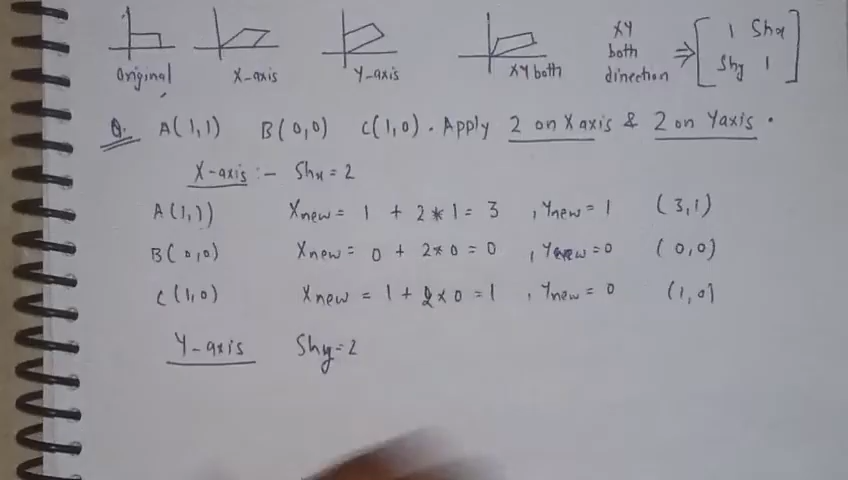 Original X-axis Y-axis XY both
XY both direction ⇒ [ 1 Shx
Shy 1 ]
Q. A(1,1) B(0,0) C(1,0). Apply 2 on Xaxis & 2 on Yaxis.
X-axis :- Shx = 2
A(1,1) Xnew = 1 + 2*1 = 3 , Ynew = 1 (3,1)
B(0,0) Xnew = 0 + 2*0 = 0 , Ynew = 0 (0,0)
C(1,0) Xnew = 1 + 2×0 = 1 , Ynew = 0 (1,0)
Y-axis Shy = 2